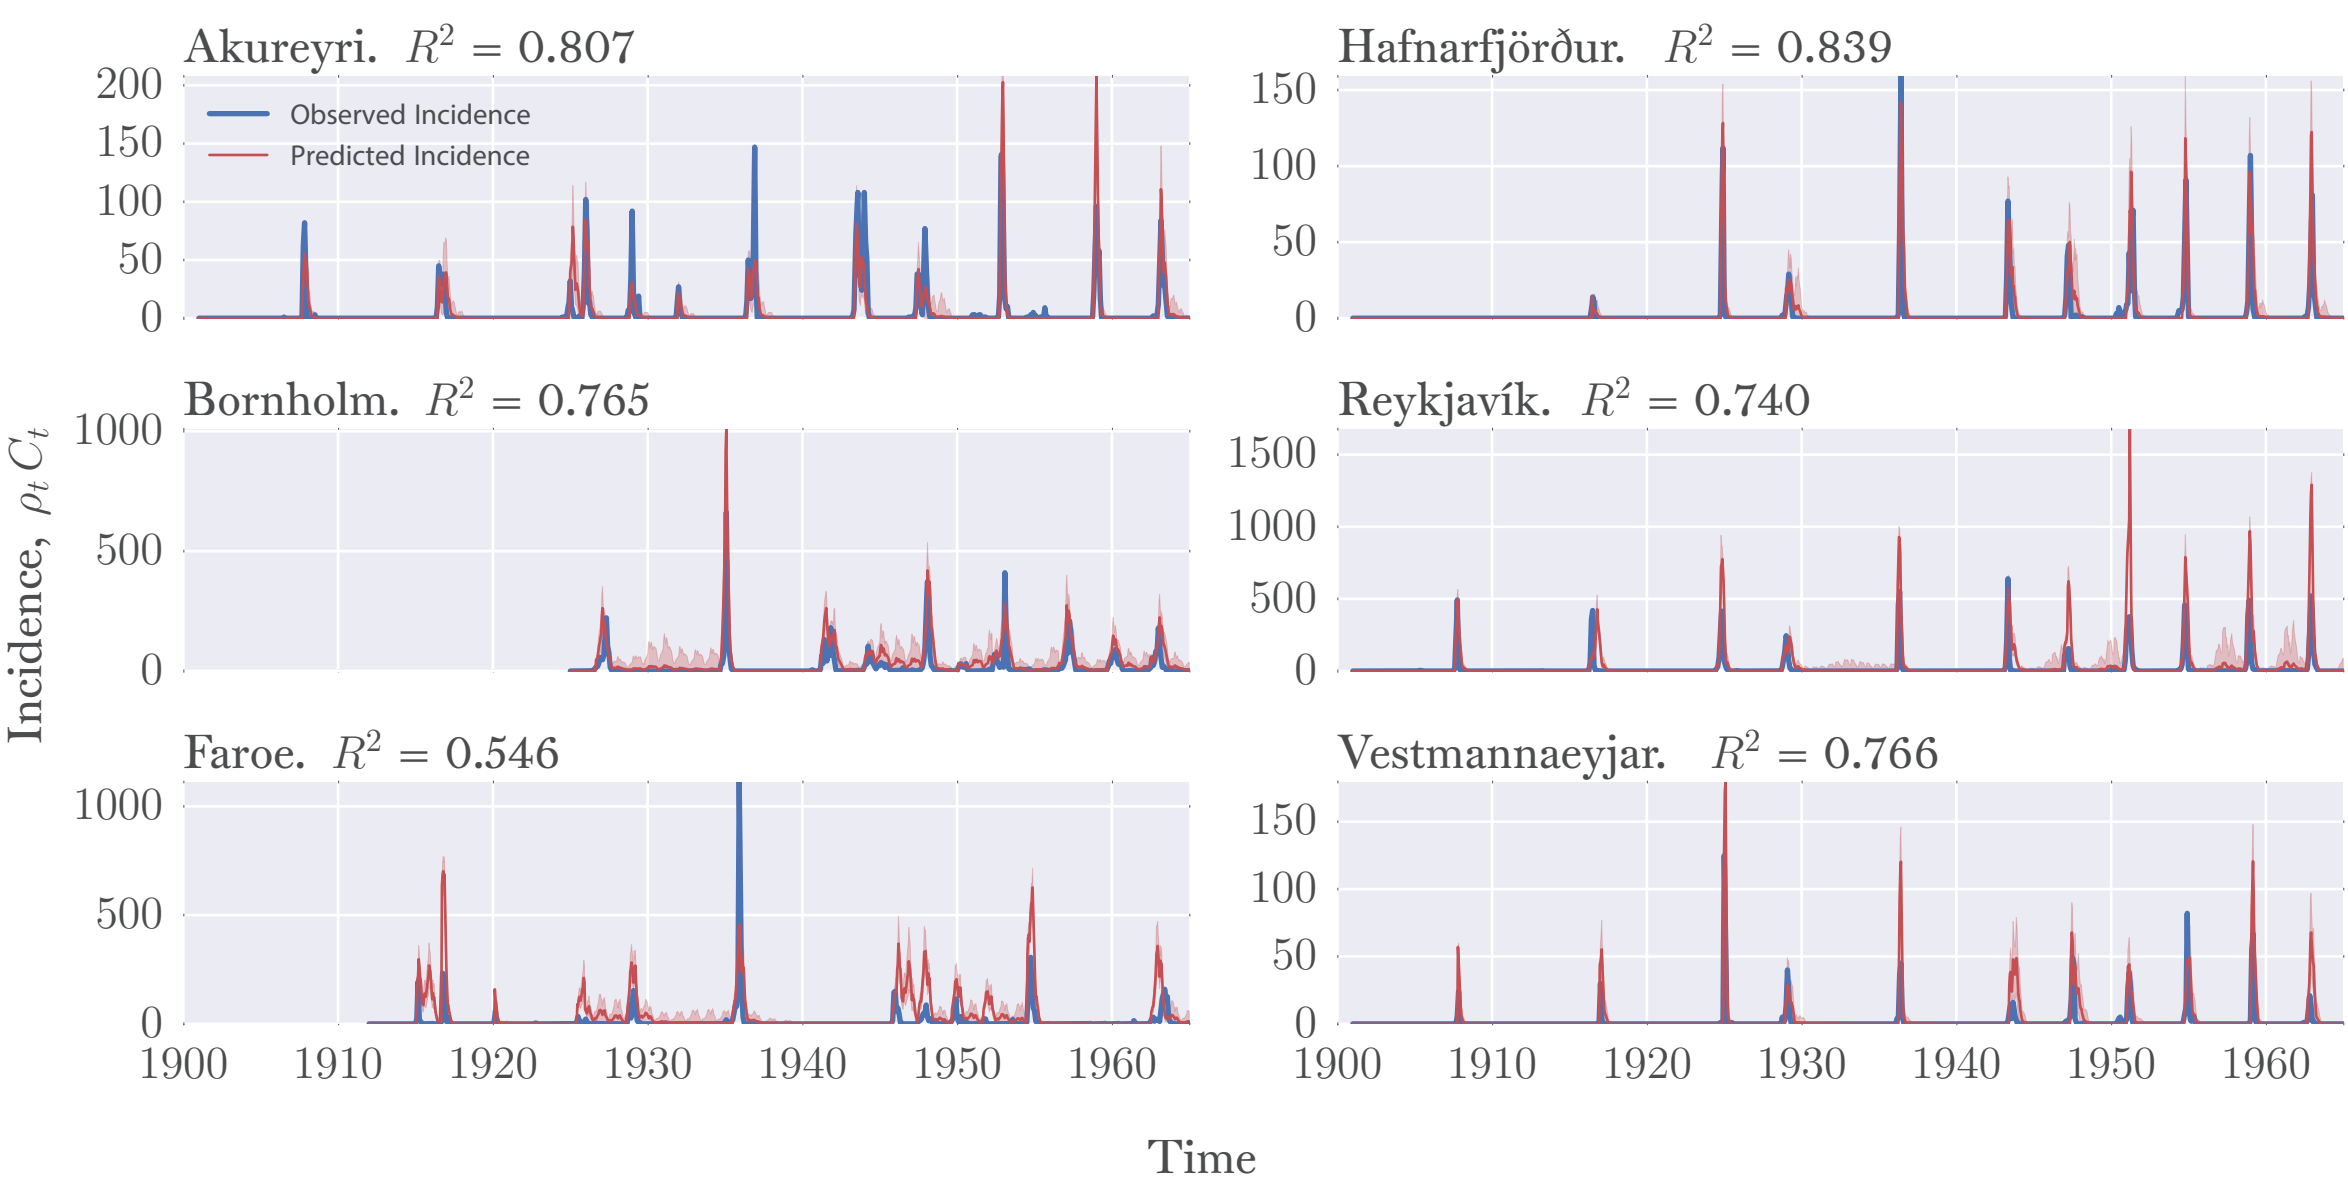 Akureyri. R² = 0.807
200
150
100
50
0
Observed Incidence
Predicted Incidence
Hafnarfjörður. R² = 0.839
150
100
50
0
Incidence, ρₜCₜ
Bornholm. R² = 0.765
1000
500
0
Reykjavík. R² = 0.740
1500
1000
500
0
Faroe. R² = 0.546
1000
500
0
1900 1910 1920 1930 1940 1950 1960
Vestmannaeyjar. R² = 0.766
150
100
50
0
1900 1910 1920 1930 1940 1950 1960
Time